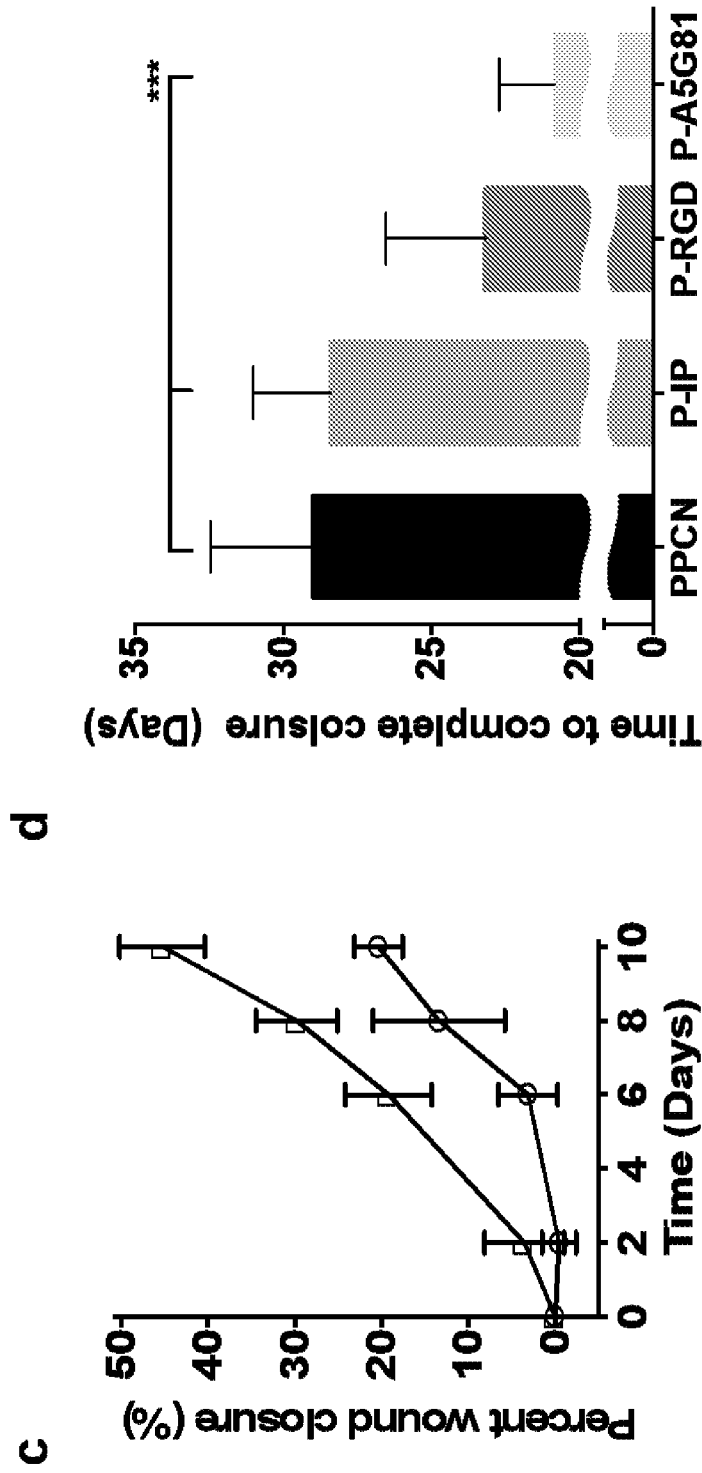 c
Percent wound closure (%)
50
40
30
20
10
0
0 2 4 6 8 10
Time (Days)
d
Time to complete colsure (Days)
35
30
25
20
0
***
PPCN P-IP P-RGD P-A5G81